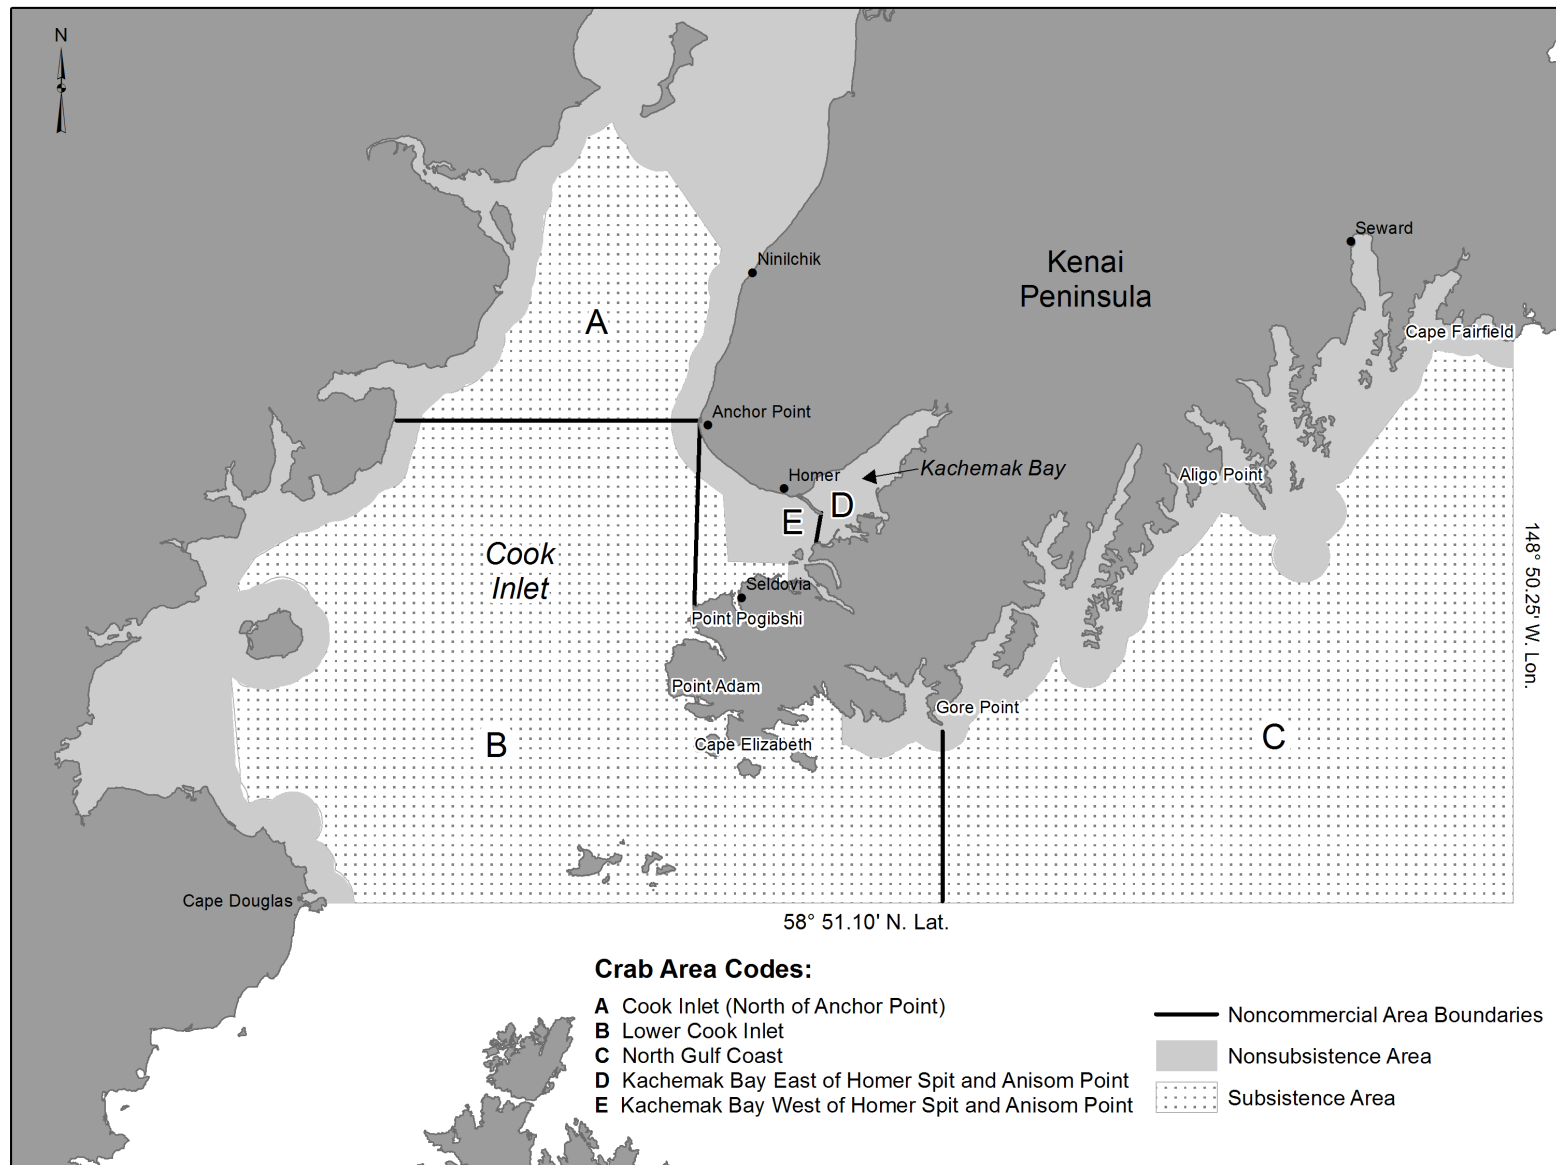 N
Seward
Ninilchik
Kenai
Peninsula
A
Cape Fairfield
Anchor Point
Homer
Kachemak Bay
Aligo Point
D
E
Cook
Inlet
148° 50.25' W. Lon.
Seldovia
Point Pogibshi
Point Adam
Gore Point
B
Cape Elizabeth
C
Cape Douglas
58° 51.10' N. Lat.
Crab Area Codes:
A Cook Inlet (North of Anchor Point)
B Lower Cook Inlet
C North Gulf Coast
D Kachemak Bay East of Homer Spit and Anisom Point
E Kachemak Bay West of Homer Spit and Anisom Point
Noncommercial Area Boundaries
Nonsubsistence Area
Subsistence Area